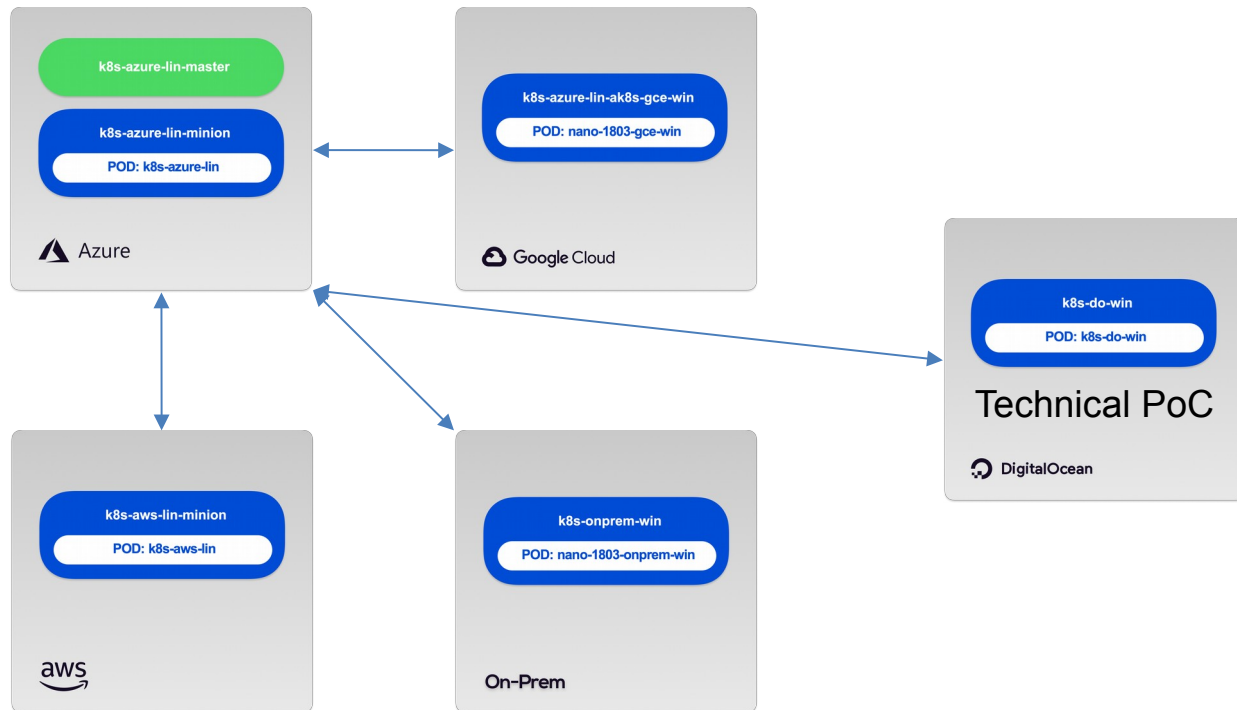 k8s-azure-lin-master
k8s-azure-lin-minion
POD: k8s-azure-lin
Azure
k8s-azure-lin-ak8s-gce-win
POD: nano-1803-gce-win
Google Cloud
k8s-do-win
POD: k8s-do-win
Technical PoC
DigitalOcean
k8s-aws-lin-minion
POD: k8s-aws-lin
aws
k8s-onprem-win
POD: nano-1803-onprem-win
On-Prem